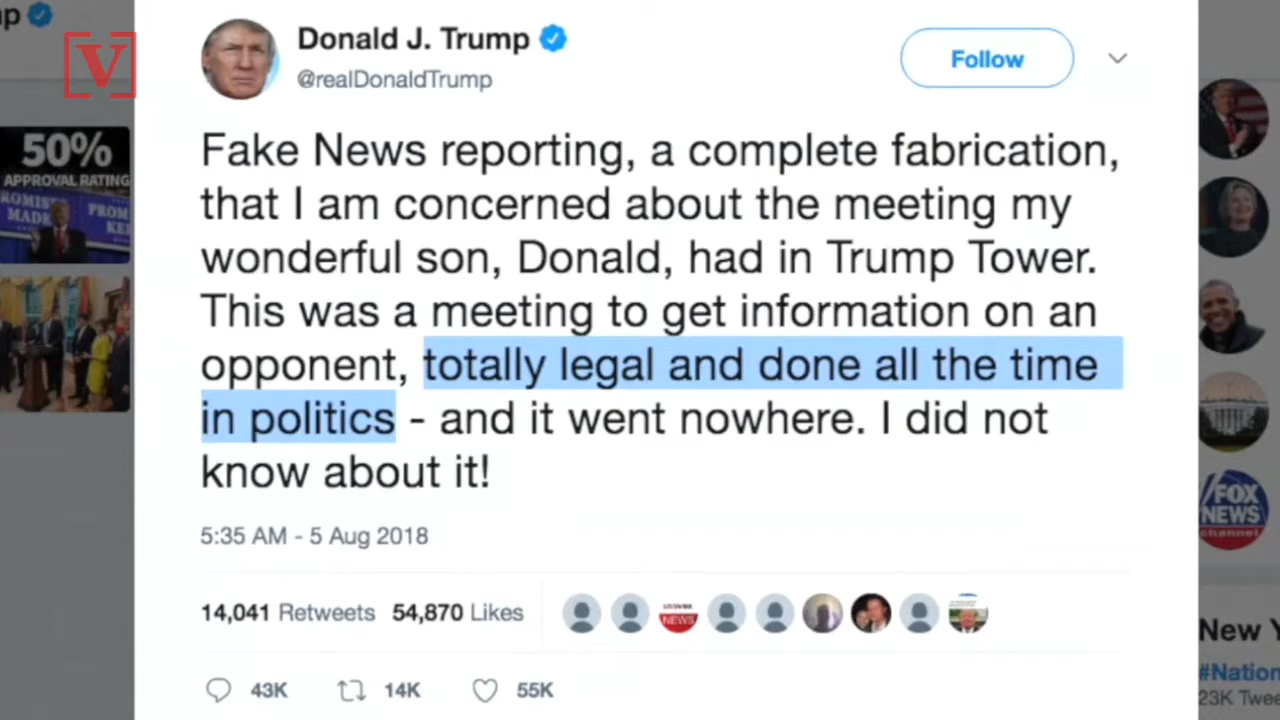 p
V
Donald J. Trump
@realDonaldTrump
Follow
50%
APPROVAL RATING
Fake News reporting, a complete fabrication,
that I am concerned about the meeting my
wonderful son, Donald, had in Trump Tower.
This was a meeting to get information on an
opponent, totally legal and done all the time
in politics - and it went nowhere. I did not
know about it!
5:35 AM - 5 Aug 2018
14,041 Retweets 54,870 Likes
NEWS
43K 14K 55K
FOX
NEWS
channel
New Y
#Nation
23K Twee